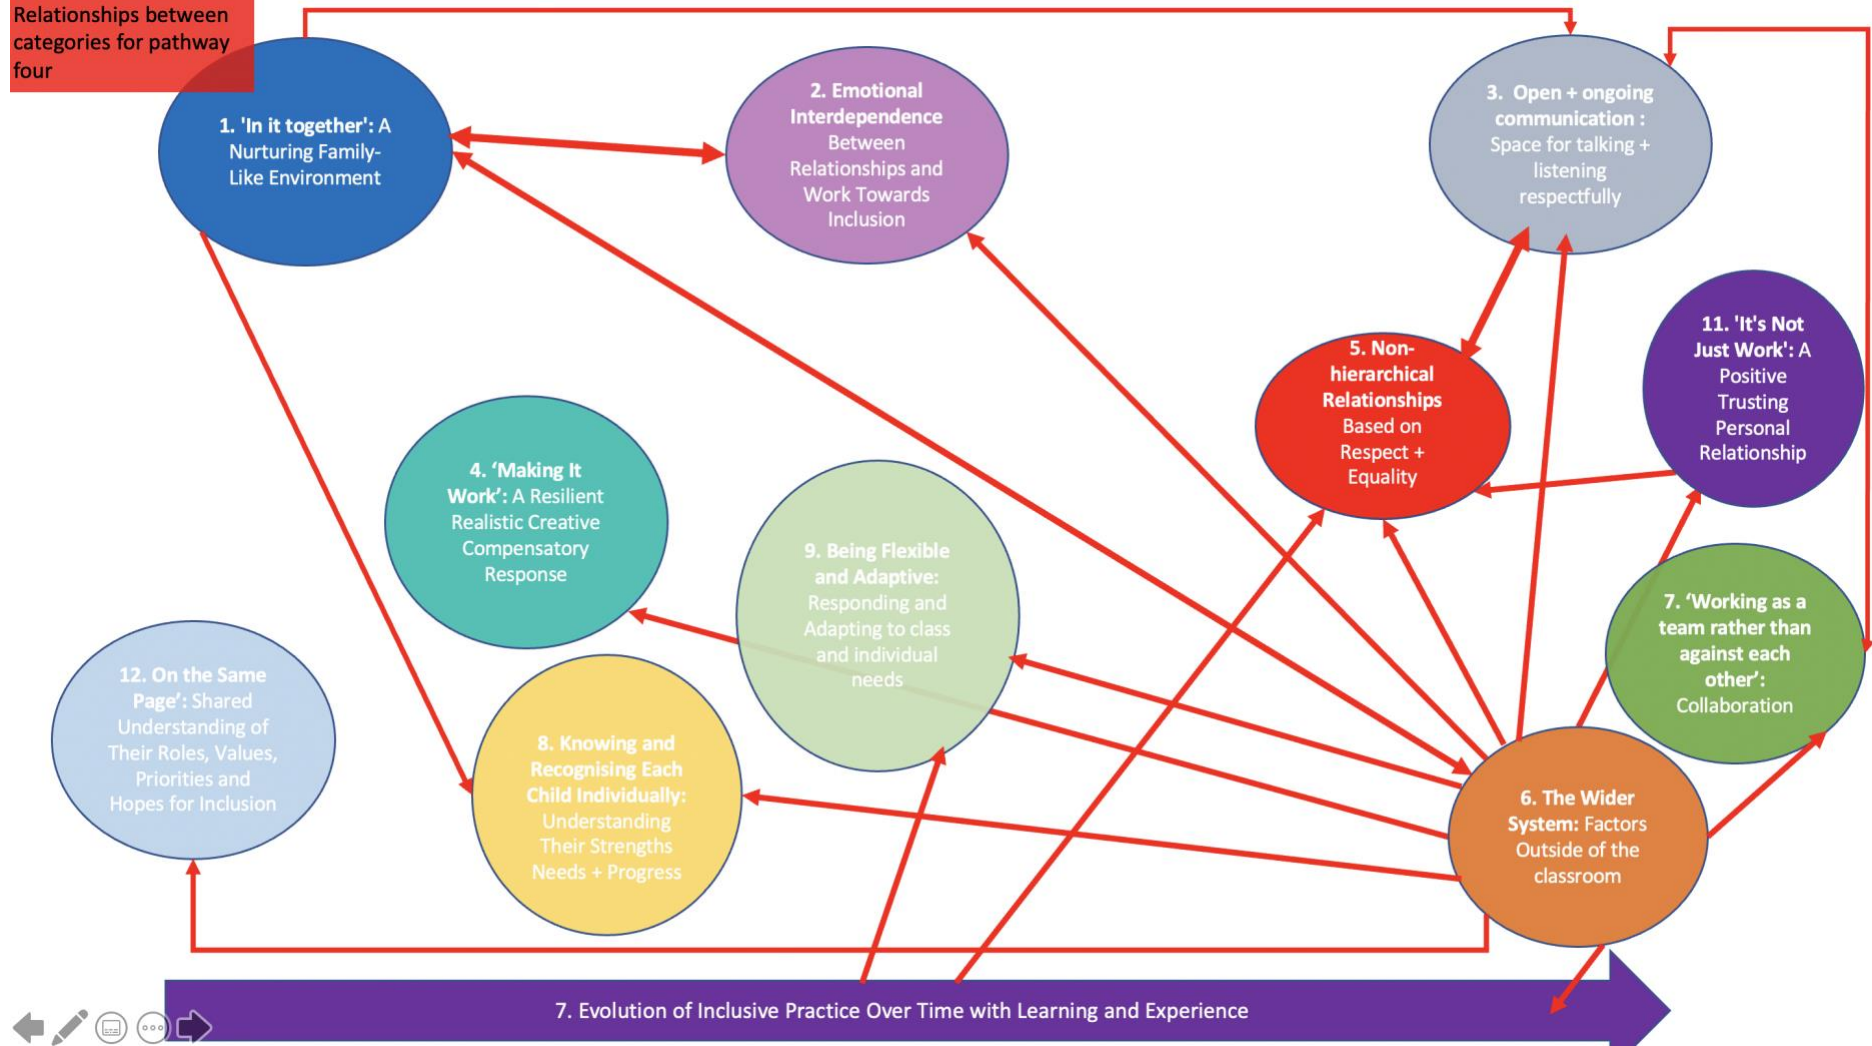 Relationships between
categories for pathway
four
1. 'In it together': A
Nurturing Family-
Like Environment
2. Emotional
Interdependence
Between
Relationships and
Work Towards
Inclusion
3. Open + ongoing
communication :
Space for talking +
listening
respectfully
11. 'It's Not
Just Work': A
Positive
Trusting
Personal
Relationship
5. Non-
hierarchical
Relationships
Based on
Respect +
Equality
4. ‘Making It
Work’: A Resilient
Realistic Creative
Compensatory
Response
9. Being Flexible
and Adaptive:
Responding and
Adapting to class
and individual
needs
7. ‘Working as a
team rather than
against each
other’:
Collaboration
12. On the Same
Page’: Shared
Understanding of
Their Roles, Values,
Priorities and
Hopes for Inclusion
8. Knowing and
Recognising Each
Child Individually:
Understanding
Their Strengths
Needs + Progress
6. The Wider
System: Factors
Outside of the
classroom
7. Evolution of Inclusive Practice Over Time with Learning and Experience